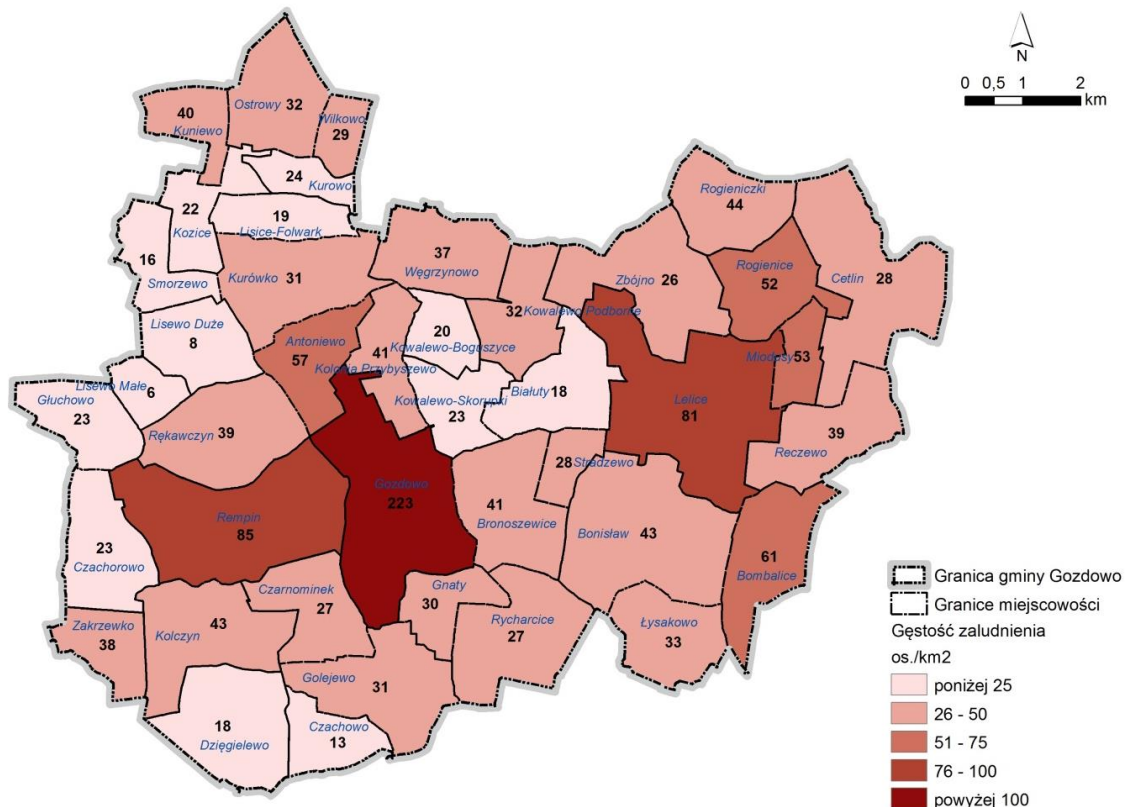 N
0 0,5 1 2
km
40
Kuniewo
Ostrowy 32
Wilkowo
29
24
Kurowo
22
Kozice
19
Lisice-Folwark
16
Smorzewo
Kurówko 31
37
Węgrzynowo
Rogieniczki
44
Zbójno 26
Rogienice
52
Cetlin 28
Lisewo Duże
8
Antoniewo
57
41
Kolonia Przybyszewo
20
Kowalewo-Boguszyce
32
Kowalewo Podborne
Miodusy 53
Lisewo Małe
6
Głuchowo
23
Rękawczyn 39
Kowalewo-Skorupki
23
Białuty 18
Lelice
81
39
Reczewo
Gozdowo
223
28 Stradzewo
41
Bronoszewice
Rempin
85
Bonisław 43
23
Czachorowo
61
Bombalice
Czarnominek
27
Gnaty
30
Rycharcice
27
Łysakowo
33
Zakrzewko
38
43
Kolczyn
Golejewo
31
18
Dzięgielewo
Czachowo
13
Granica gminy Gozdowo
Granice miejscowości
Gęstość zaludnienia
os./km2
poniżej 25
26 - 50
51 - 75
76 - 100
powyżej 100